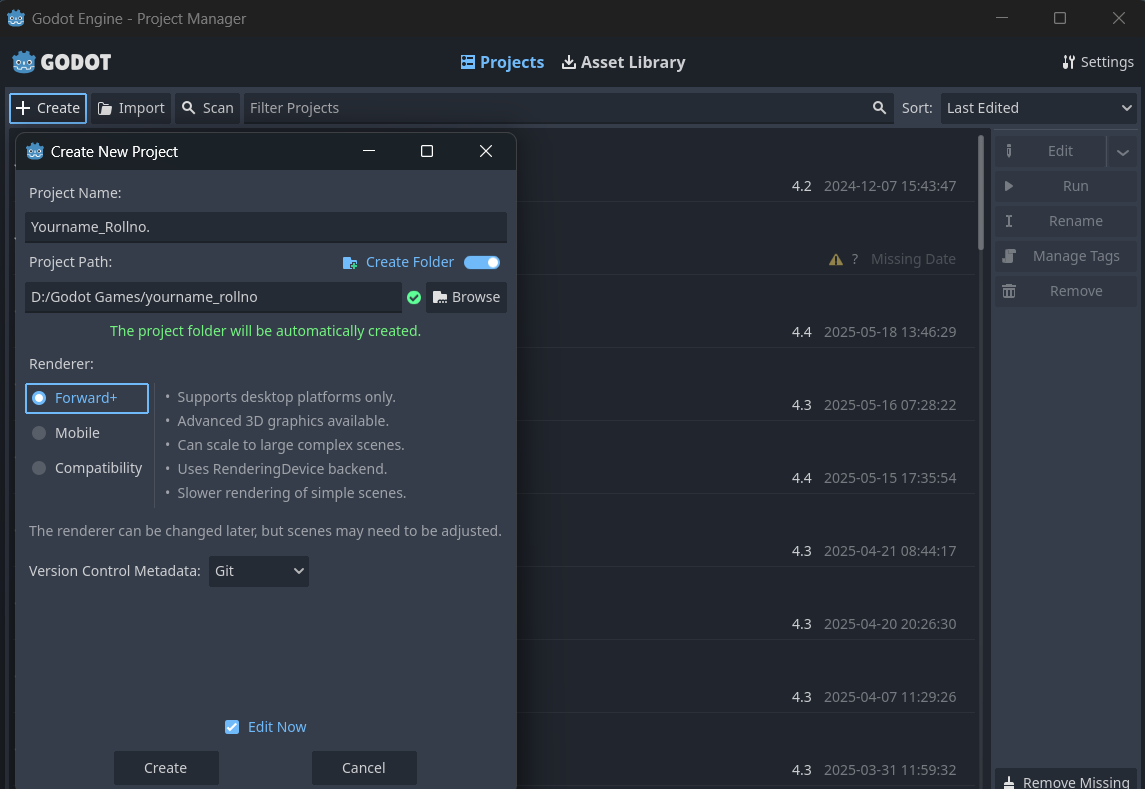 Godot Engine - Project Manager
GODOT
Projects
Asset Library
Settings
Create
Import
Scan
Filter Projects
Sort:
Last Edited
Create New Project
Project Name:
Yourname_Rollno.
Project Path:
Create Folder
D:/Godot Games/yourname_rollno
Browse
The project folder will be automatically created.
Renderer:
Forward+
Mobile
Compatibility
• Supports desktop platforms only.
• Advanced 3D graphics available.
• Can scale to large complex scenes.
• Uses RenderingDevice backend.
• Slower rendering of simple scenes.
The renderer can be changed later, but scenes may need to be adjusted.
Version Control Metadata:
Git
Edit Now
Create
Cancel
4.2 2024-12-07 15:43:47
? Missing Date
4.4 2025-05-18 13:46:29
4.3 2025-05-16 07:28:22
4.4 2025-05-15 17:35:54
4.3 2025-04-21 08:44:17
4.3 2025-04-20 20:26:30
4.3 2025-04-07 11:29:26
4.3 2025-03-31 11:59:32
Edit
Run
Rename
Manage Tags
Remove
Remove Missing